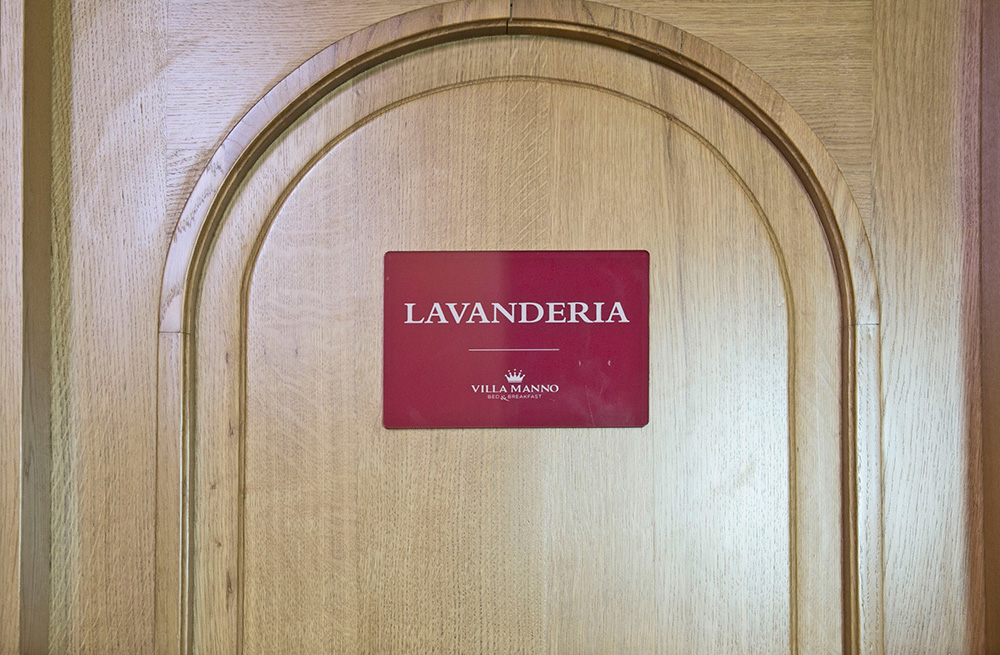 LAVANDERIA
VILLA MANNO
BED & BREAKFAST